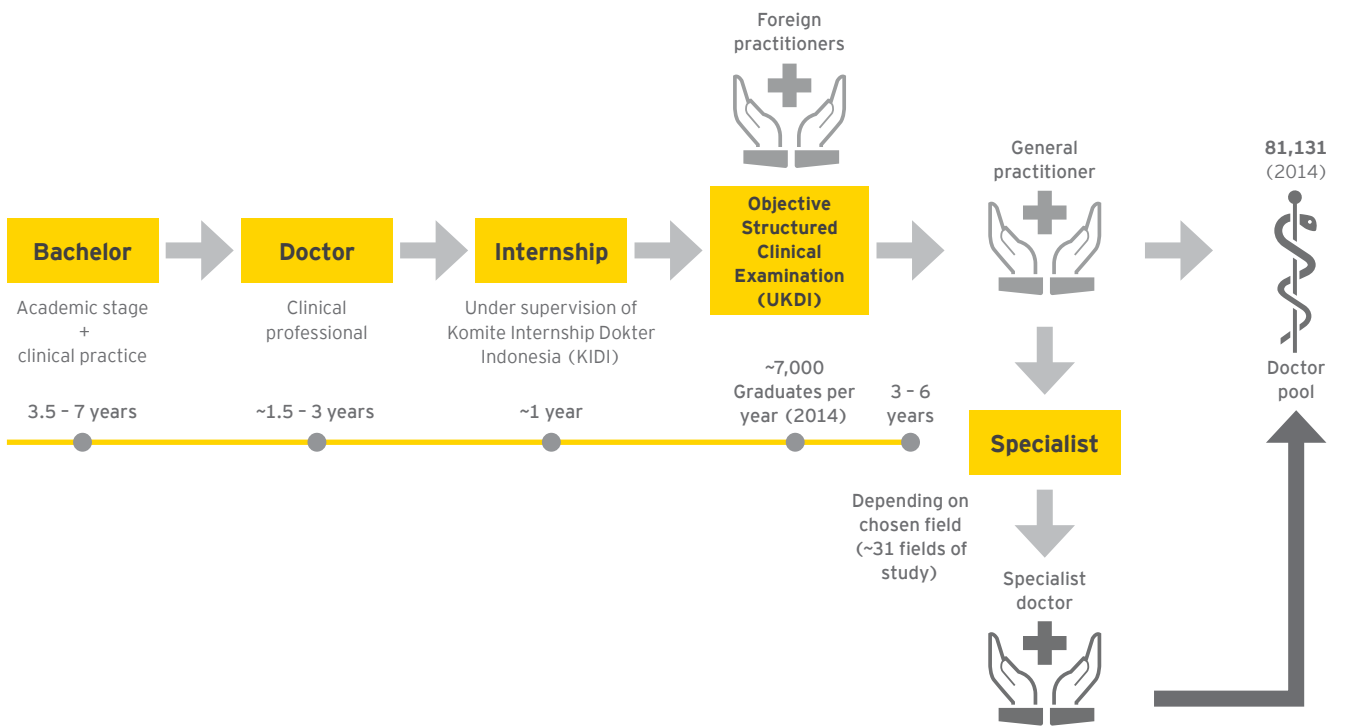 Foreign
practitioners
General
practitioner
81,131
(2014)
Bachelor
Doctor
Internship
Objective
Structured
Clinical
Examination
(UKDI)
Academic stage
+
clinical practice
Clinical
professional
Under supervision of
Komite Internship Dokter
Indonesia (KIDI)
Doctor
pool
3.5 – 7 years
~1.5 – 3 years
~1 year
~7,000
Graduates per
year (2014)
3 – 6
years
Specialist
Depending on
chosen field
(~31 fields of
study)
Specialist
doctor